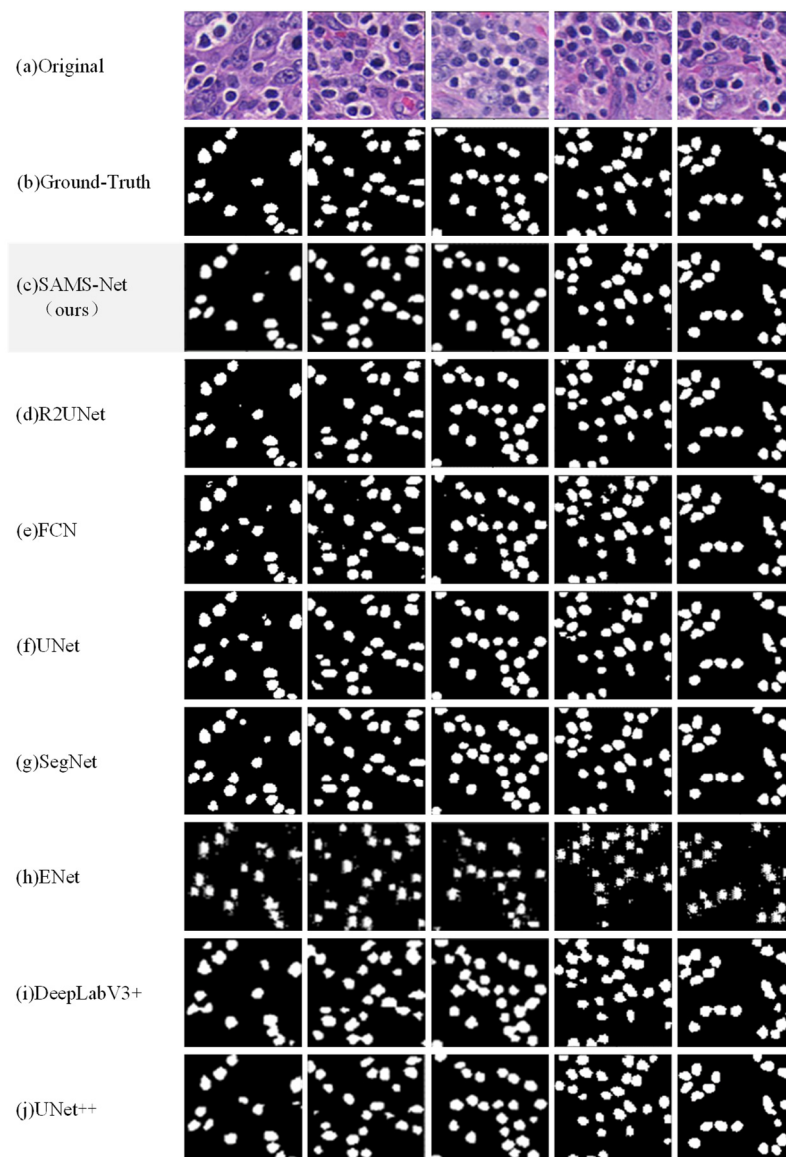 (a)Original
(b)Ground-Truth
(c)SAMS-Net
（ours）
(d)R2UNet
(e)FCN
(f)UNet
(g)SegNet
(h)ENet
(i)DeepLabV3+
(j)UNet++